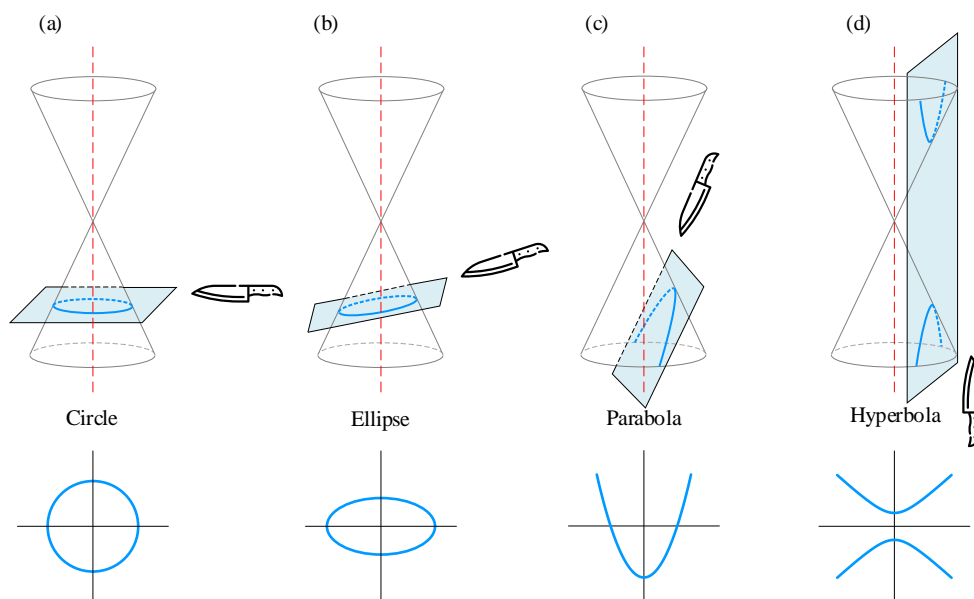 (a)
(b)
(c)
(d)
Circle
Ellipse
Parabola
Hyperbola